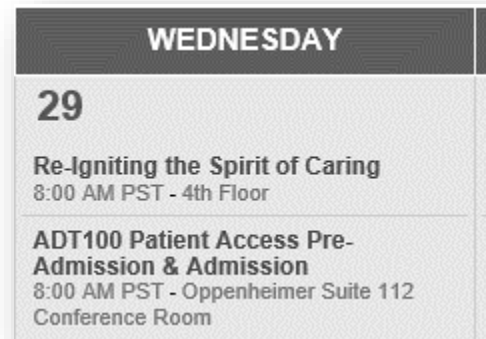 WEDNESDAY
29
Re-Igniting the Spirit of Caring
8:00 AM PST - 4th Floor
ADT100 Patient Access Pre-
Admission & Admission
8:00 AM PST - Oppenheimer Suite 112
Conference Room